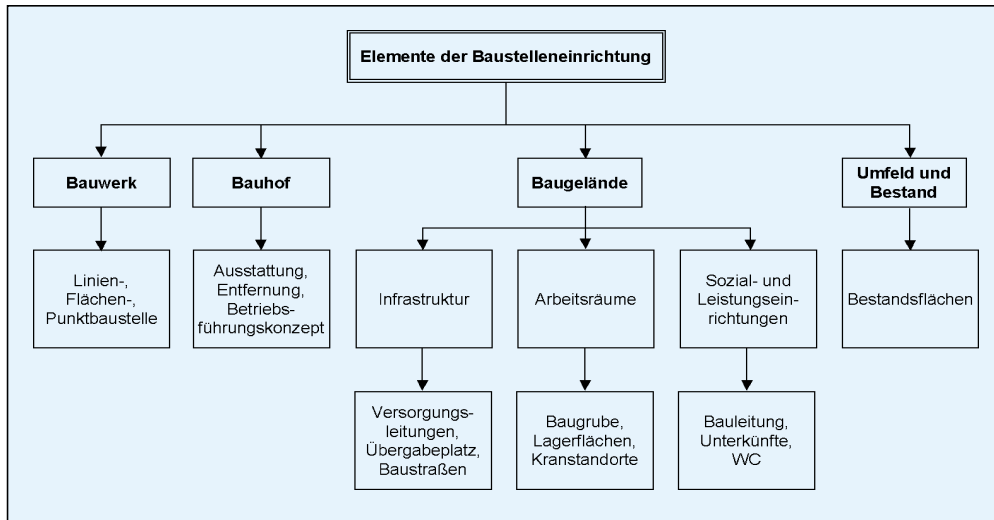 Elemente der Baustelleneinrichtung
Bauwerk
Bauhof
Baugelände
Umfeld und
Bestand
Linien-,
Flächen-,
Punktbaustelle
Ausstattung,
Entfernung,
Betriebs-
führungskonzept
Infrastruktur
Arbeitsräume
Sozial- und
Leistungsein-
richtungen
Bestandsflächen
Versorgungs-
leitungen,
Übergabeplatz,
Baustraßen
Baugrube,
Lagerflächen,
Kranstandorte
Bauleitung,
Unterkünfte,
WC